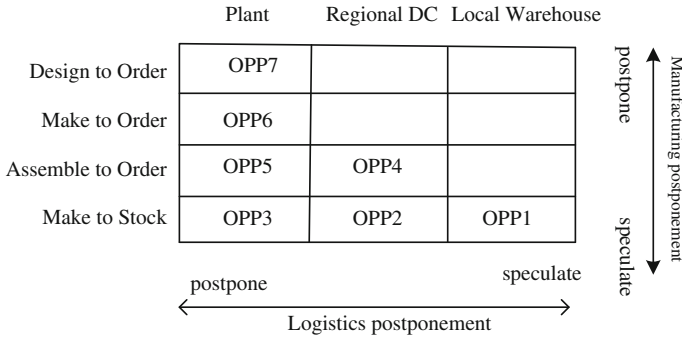 Plant Regional DC Local Warehouse
Design to Order OPP7
Make to Order OPP6
Assemble to Order OPP5 OPP4
Make to Stock OPP3 OPP2 OPP1
postpone
speculate
Manufacturing postponement
postpone speculate
Logistics postponement